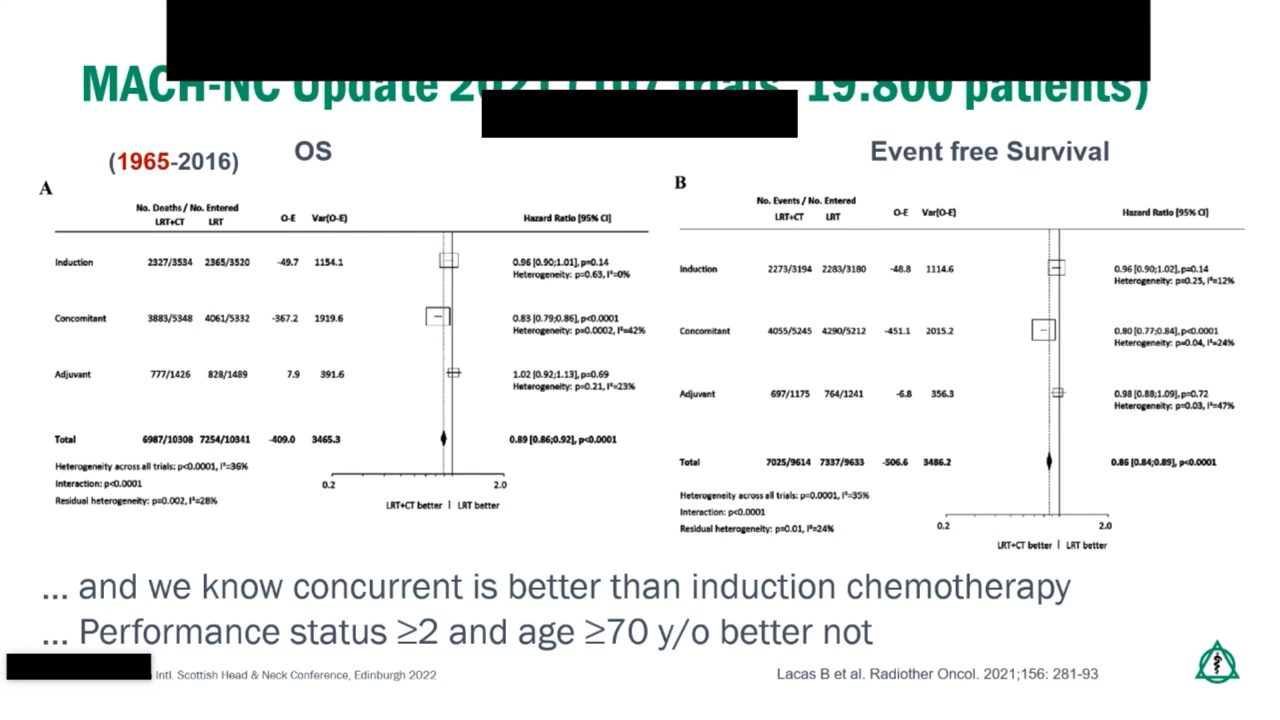 MACH-NC Update 2021 (107 trials, 19.800 patients)
(1965-2016)
OS
Event free Survival
A
No. Deaths / No. Entered
LRT+CT LRT O-E Var(O-E) Hazard Ratio [95% CI]
Induction 2327/3534 2365/3520 -49.7 1154.1 0.96 [0.90;1.01], p=0.14
Heterogeneity: p=0.63, I²=0%
Concomitant 3883/5348 4061/5332 -367.2 1919.6 0.83 [0.79;0.86], p<0.0001
Heterogeneity: p=0.0002, I²=42%
Adjuvant 777/1426 828/1489 7.9 391.6 1.02 [0.92;1.13], p=0.69
Heterogeneity: p=0.21, I²=23%
Total 6987/10308 7254/10341 -409.0 3465.3 0.89 [0.86;0.92], p<0.0001
Heterogeneity across all trials: p<0.0001, I²=36%
Interaction: p<0.0001
Residual heterogeneity: p=0.002, I²=28%
0.2 2.0
LRT+CT better | LRT better
B
No. Events / No. Entered
LRT+CT LRT O-E Var(O-E) Hazard Ratio [95% CI]
Induction 2273/3194 2283/3180 -48.8 1114.6 0.96 [0.90;1.02], p=0.14
Heterogeneity: p=0.25, I²=12%
Concomitant 4055/5245 4290/5212 -451.1 2015.2 0.80 [0.77;0.84], p<0.0001
Heterogeneity: p=0.04, I²=24%
Adjuvant 697/1175 764/1241 -6.8 356.3 0.98 [0.88;1.09], p=0.72
Heterogeneity: p=0.03, I²=47%
Total 7025/9614 7337/9633 -506.6 3486.2 0.86 [0.84;0.89], p<0.0001
Heterogeneity across all trials: p=0.0001, I²=35%
Interaction: p<0.0001
Residual heterogeneity: p=0.01, I²=24%
0.2 2.0
LRT+CT better | LRT better
... and we know concurrent is better than induction chemotherapy
... Performance status ≥2 and age ≥70 y/o better not
Intl. Scottish Head & Neck Conference, Edinburgh 2022
Lacas B et al. Radiother Oncol. 2021;156: 281-93